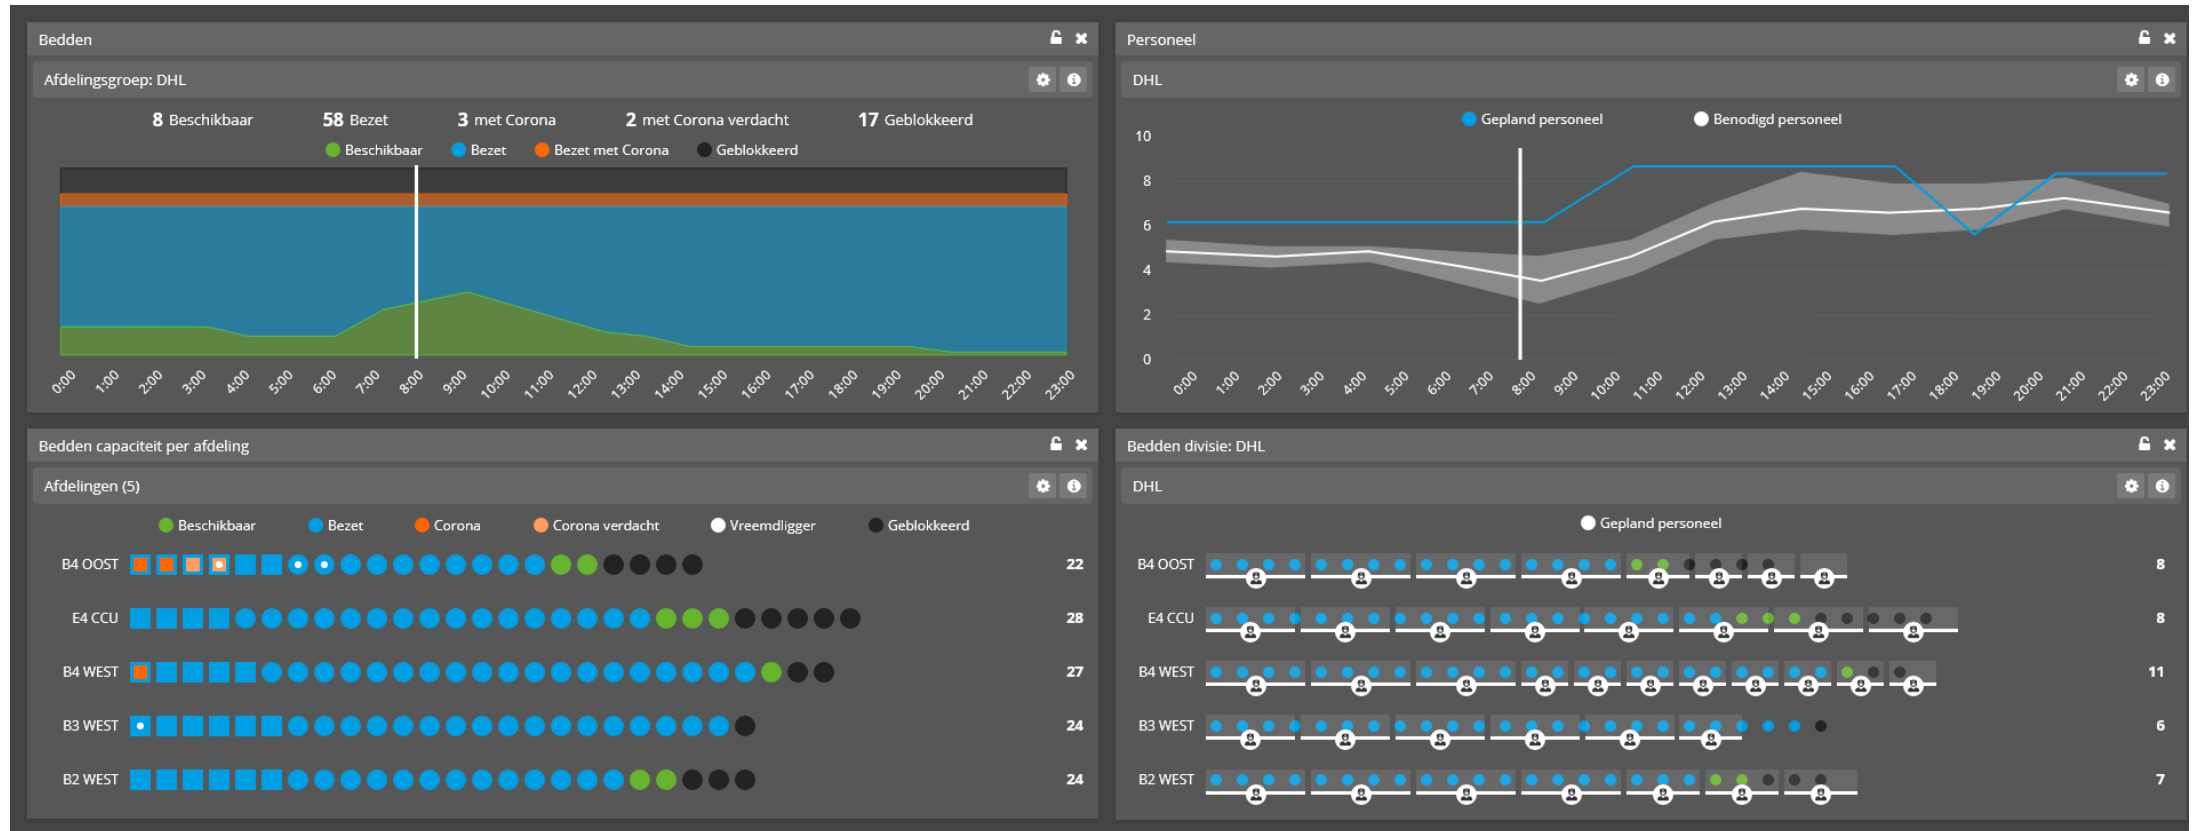 Bedden
Afdelingsgroep: DHL
8 Beschikbaar 58 Bezet 3 met Corona 2 met Corona verdacht 17 Geblokkeerd
Beschikbaar Bezet Bezet met Corona Geblokkeerd
0:00 1:00 2:00 3:00 4:00 5:00 6:00 7:00 8:00 9:00 10:00 11:00 12:00 13:00 14:00 15:00 16:00 17:00 18:00 19:00 20:00 21:00 22:00 23:00
Personeel
DHL
Gepland personeel Benodigd personeel
10
8
6
4
2
0
0:00 1:00 2:00 3:00 4:00 5:00 6:00 7:00 8:00 9:00 10:00 11:00 12:00 13:00 14:00 15:00 16:00 17:00 18:00 19:00 20:00 21:00 22:00 23:00
Bedden capaciteit per afdeling
Afdelingen (5)
Beschikbaar Bezet Corona Corona verdacht Vreemdligger Geblokkeerd
B4 OOST 22
E4 CCU 28
B4 WEST 27
B3 WEST 24
B2 WEST 24
Bedden divisie: DHL
DHL
Gepland personeel
B4 OOST 8
E4 CCU 8
B4 WEST 11
B3 WEST 6
B2 WEST 7